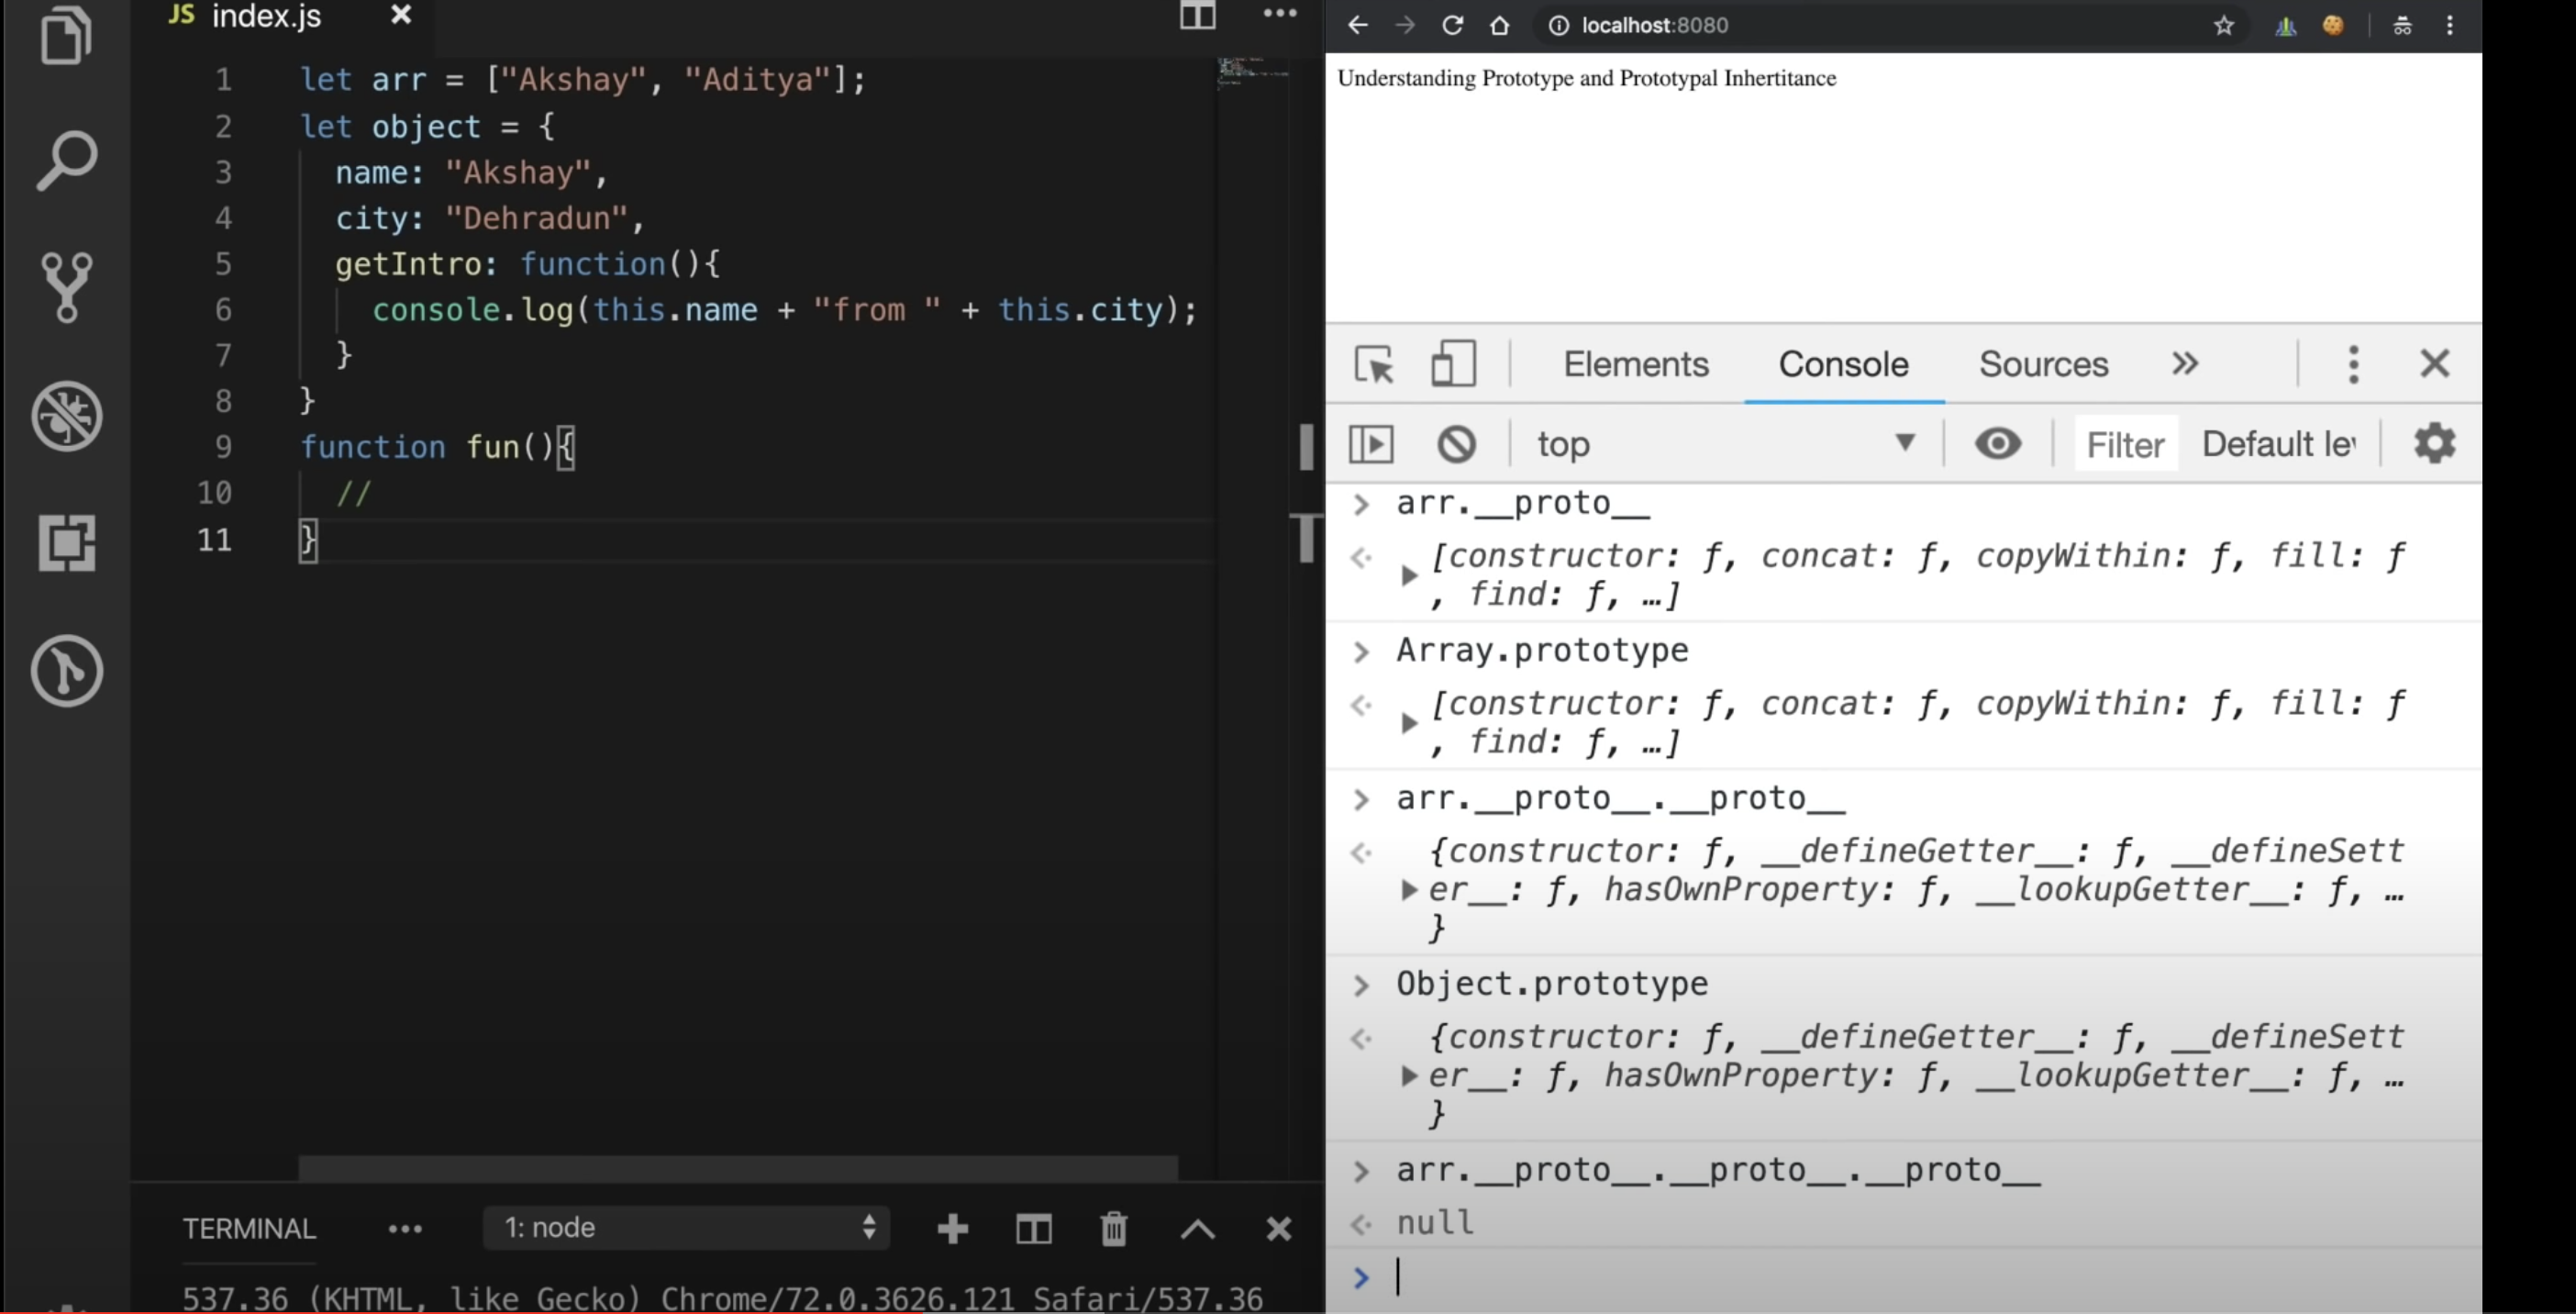 JS index.js
1 let arr = ["Akshay", "Aditya"];
2 let object = {
3 name: "Akshay",
4 city: "Dehradun",
5 getIntro: function(){
6 console.log(this.name + "from " + this.city);
7 }
8 }
9 function fun(){
10 //
11 }
TERMINAL
1: node
537.36 (KHTML, like Gecko) Chrome/72.0.3626.121 Safari/537.36
localhost:8080
Understanding Prototype and Prototypal Inhertitance
Elements Console Sources
top Filter Default le
arr.__proto__
[constructor: ƒ, concat: ƒ, copyWithin: ƒ, fill: ƒ
, find: ƒ, …]
Array.prototype
[constructor: ƒ, concat: ƒ, copyWithin: ƒ, fill: ƒ
, find: ƒ, …]
arr.__proto__.__proto__
{constructor: ƒ, __defineGetter__: ƒ, __defineSett
er__: ƒ, hasOwnProperty: ƒ, __lookupGetter__: ƒ, …
}
Object.prototype
{constructor: ƒ, __defineGetter__: ƒ, __defineSett
er__: ƒ, hasOwnProperty: ƒ, __lookupGetter__: ƒ, …
}
arr.__proto__.__proto__.__proto__
null